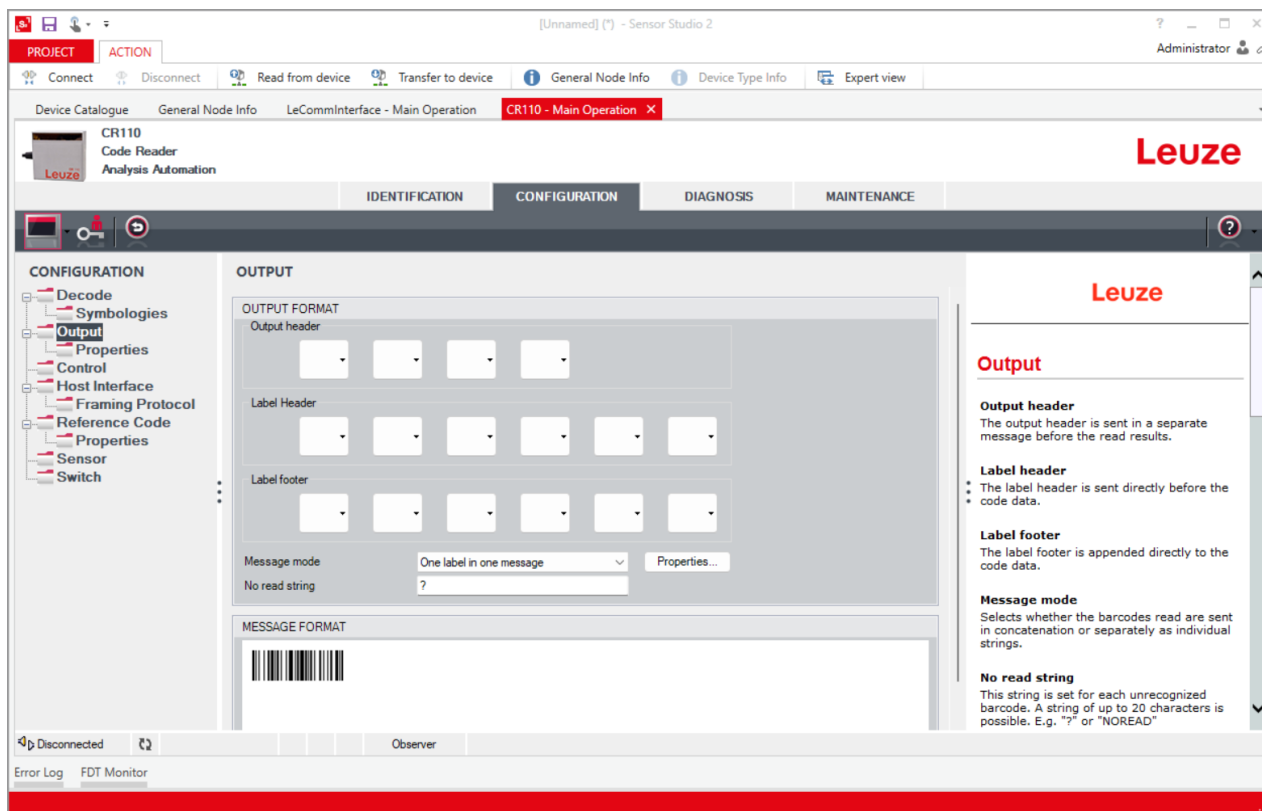 [Unnamed] (*) - Sensor Studio 2
PROJECT
ACTION
Administrator
Connect
Disconnect
Read from device
Transfer to device
General Node Info
Device Type Info
Expert view
Device Catalogue
General Node Info
LeCommInterface - Main Operation
CR110 - Main Operation
CR110
Code Reader
Analysis Automation
Leuze
Leuze
IDENTIFICATION
CONFIGURATION
DIAGNOSIS
MAINTENANCE
CONFIGURATION
Decode
Symbologies
Output
Properties
Control
Host Interface
Framing Protocol
Reference Code
Properties
Sensor
Switch
OUTPUT
OUTPUT FORMAT
Output header
Label Header
Label footer
Message mode
One label in one message
Properties...
No read string
?
MESSAGE FORMAT
Leuze
Output
Output header
The output header is sent in a separate
message before the read results.
Label header
The label header is sent directly before the
code data.
Label footer
The label footer is appended directly to the
code data.
Message mode
Selects whether the barcodes read are sent
in concatenation or separately as individual
strings.
No read string
This string is set for each unrecognized
barcode. A string of up to 20 characters is
possible. E.g. "?" or "NOREAD"
Disconnected
Observer
Error Log
FDT Monitor